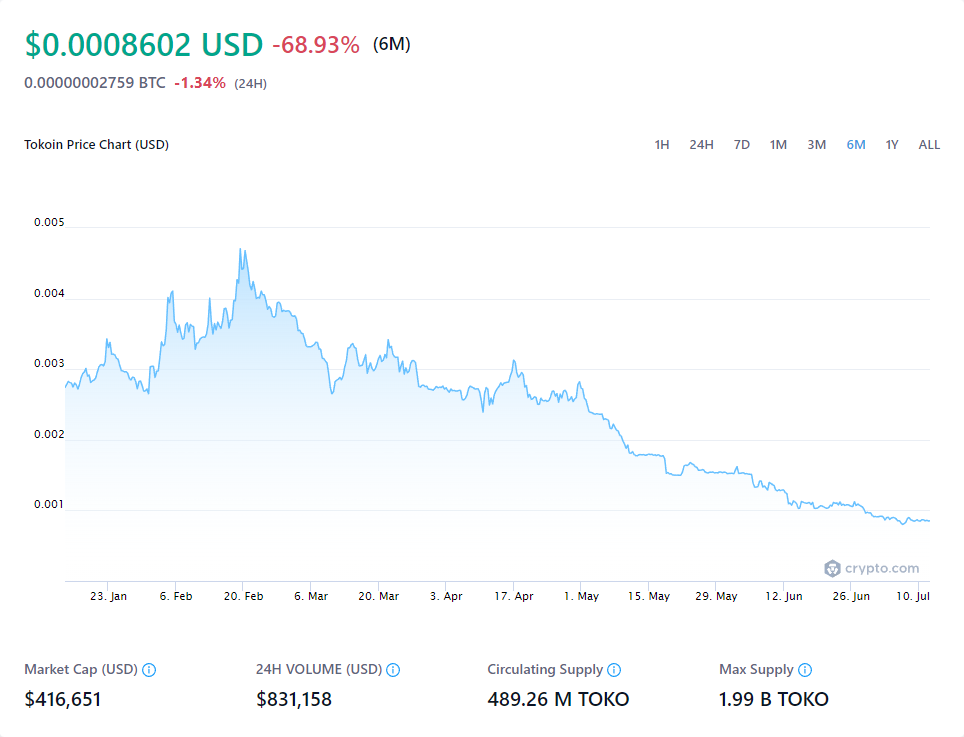 $0.0008602 USD -68.93% (6M)
0.00000002759 BTC -1.34% (24H)
Tokoin Price Chart (USD) 1H 24H 7D 1M 3M 6M 1Y ALL
0.005
0.004
0.003
0.002
0.001
crypto.com
23. Jan 6. Feb 20. Feb 6. Mar 20. Mar 3. Apr 17. Apr 1. May 15. May 29. May 12. Jun 26. Jun 10. Jul
Market Cap (USD) 24H VOLUME (USD) Circulating Supply Max Supply
$416,651 $831,158 489.26 M TOKO 1.99 B TOKO